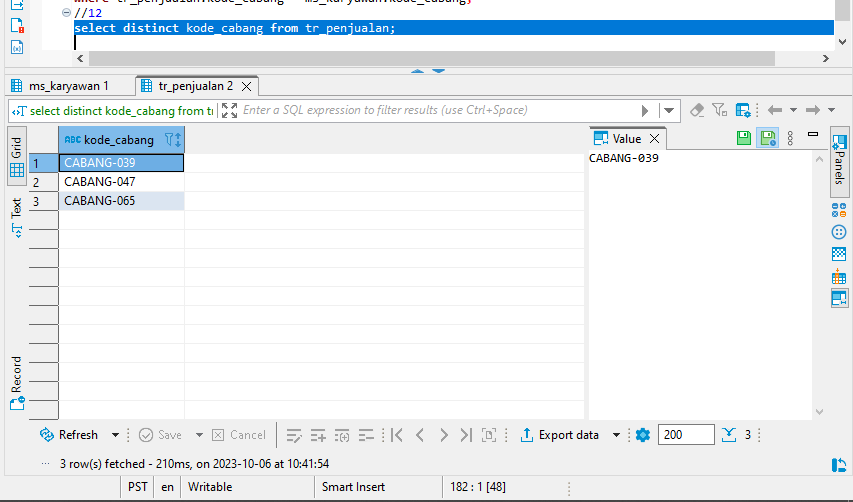 //12
select distinct kode_cabang from tr_penjualan;
ms_karyawan 1
tr_penjualan 2
select distinct kode_cabang from tr
Enter a SQL expression to filter results (use Ctrl+Space)
Grid
Text
Record
ABC kode_cabang
1 CABANG-039
2 CABANG-047
3 CABANG-065
Value
CABANG-039
Panels
Refresh
Save
Cancel
Export data
200
3
3 row(s) fetched - 210ms, on 2023-10-06 at 10:41:54
PST
en
Writable
Smart Insert
182 : 1 [48]